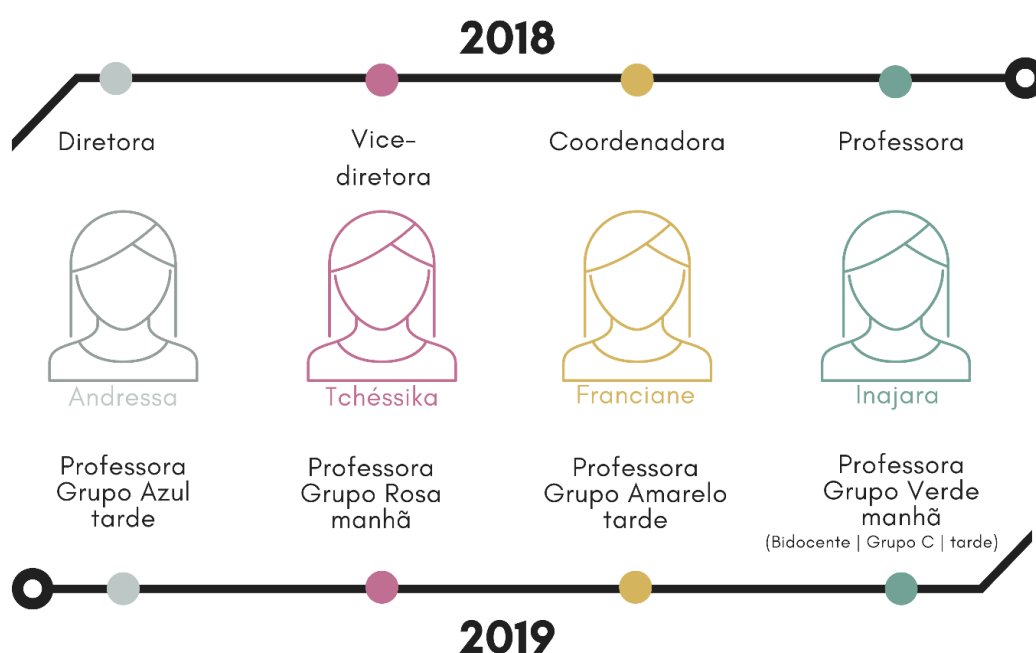 2018
Diretora
Vice-
diretora
Coordenadora
Professora
Andressa
Tchéssika
Franciane
Inajara
Professora
Grupo Azul
tarde
Professora
Grupo Rosa
manhã
Professora
Grupo Amarelo
tarde
Professora
Grupo Verde
manhã
(Bidocente | Grupo C | tarde)
2019